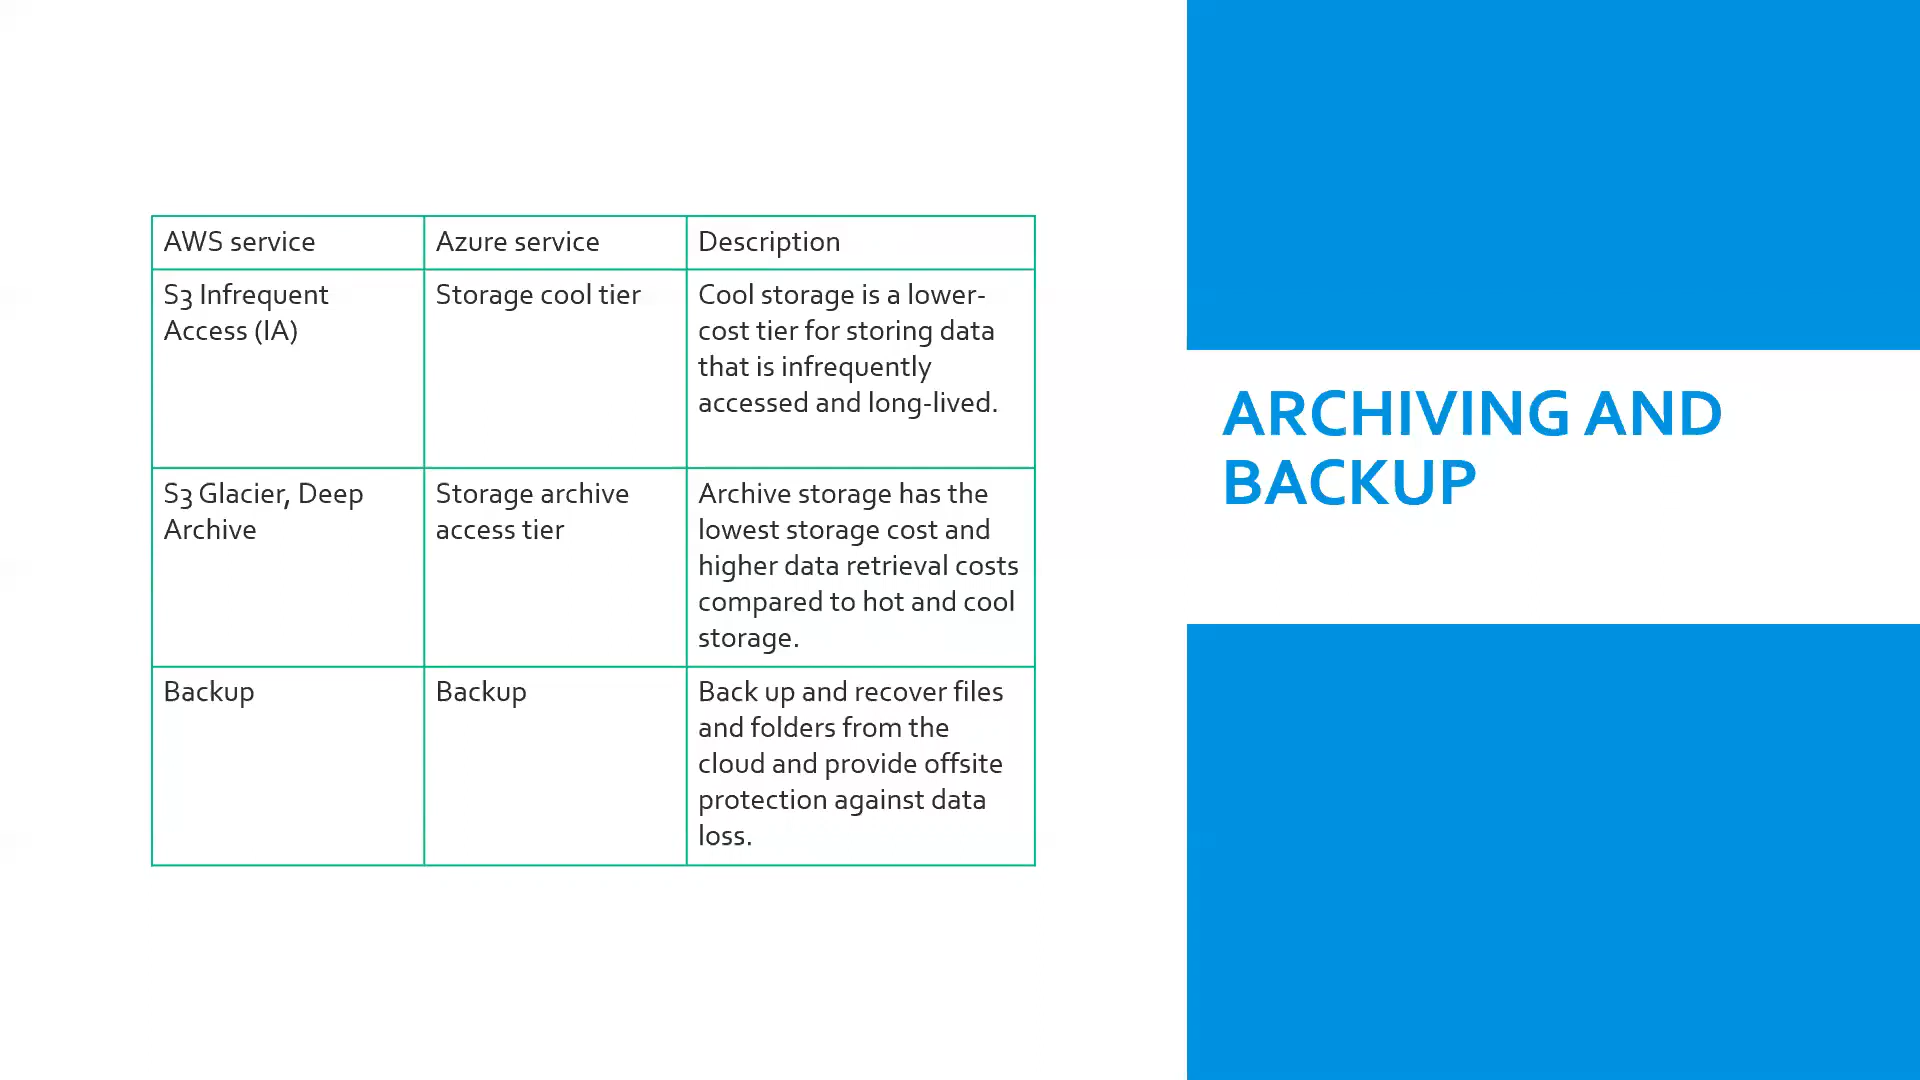 AWS service
Azure service
Description
S3 Infrequent
Access (IA)
Storage cool tier
Cool storage is a lower-
cost tier for storing data
that is infrequently
accessed and long-lived.
S3 Glacier, Deep
Archive
Storage archive
access tier
Archive storage has the
lowest storage cost and
higher data retrieval costs
compared to hot and cool
storage.
Backup
Backup
Back up and recover files
and folders from the
cloud and provide offsite
protection against data
loss.
ARCHIVING AND
BACKUP